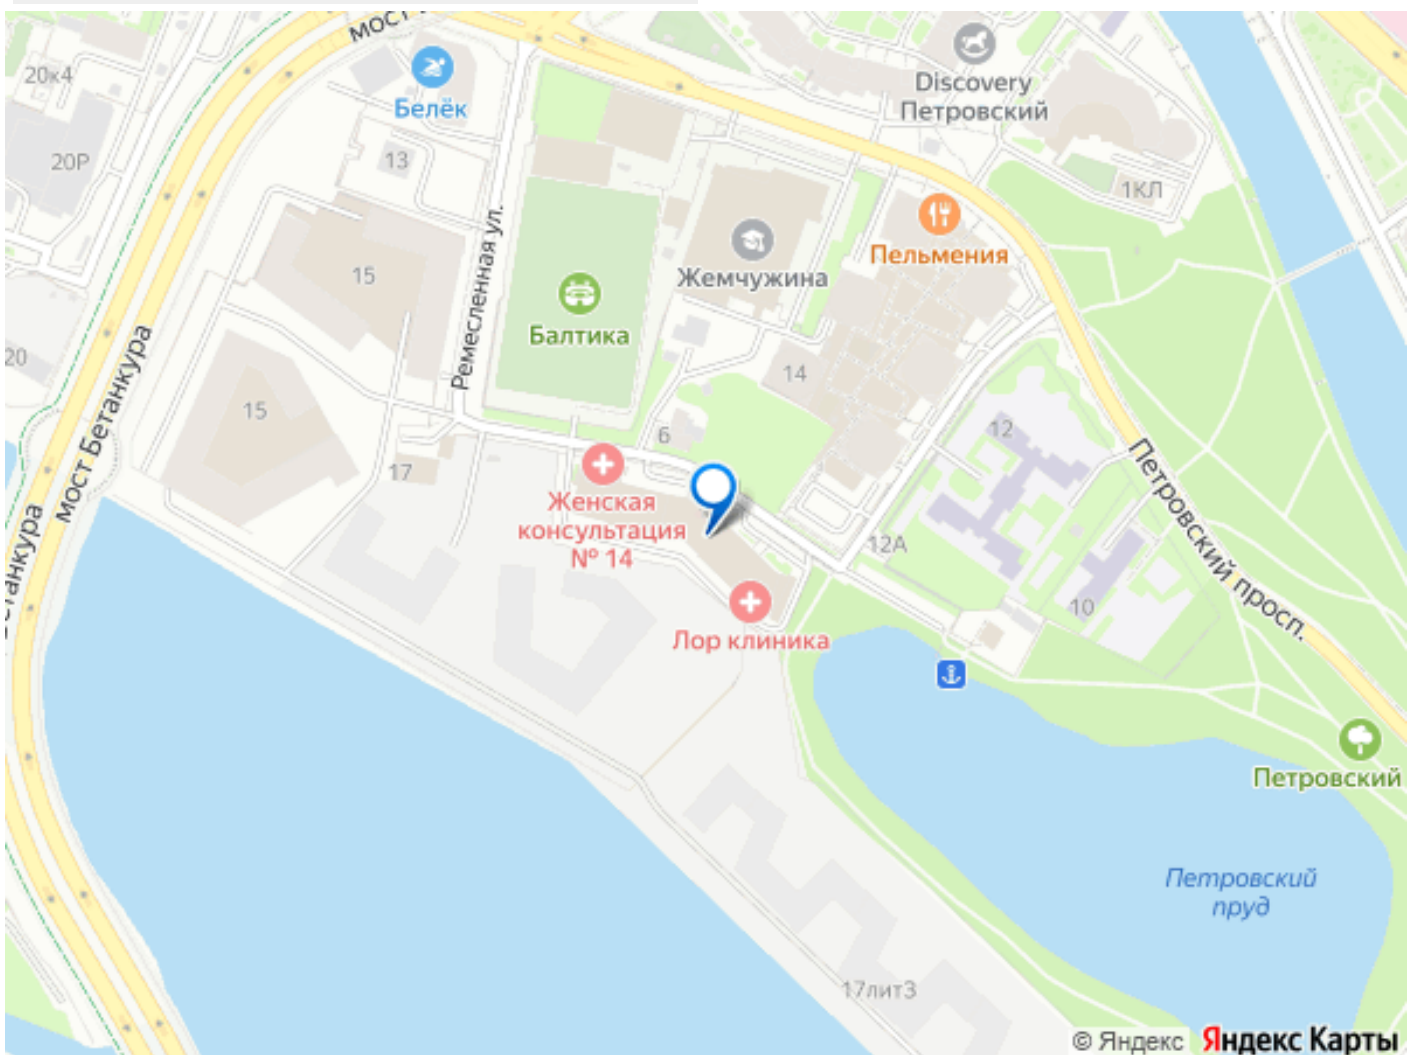 мост
20к4
Белёк
Discovery
Петровский
20Р
13
1КЛ
Ремесленная ул.
Пельмения
Жемчужина
15
Балтика
20
мост Бетанкура
14
15
6
12
17
Женская
консультация
№ 14
Петровский просп.
12А
10
Лор клиника
Петровский
Петровский
пруд
17лит3
© Яндекс
Яндекс Карты